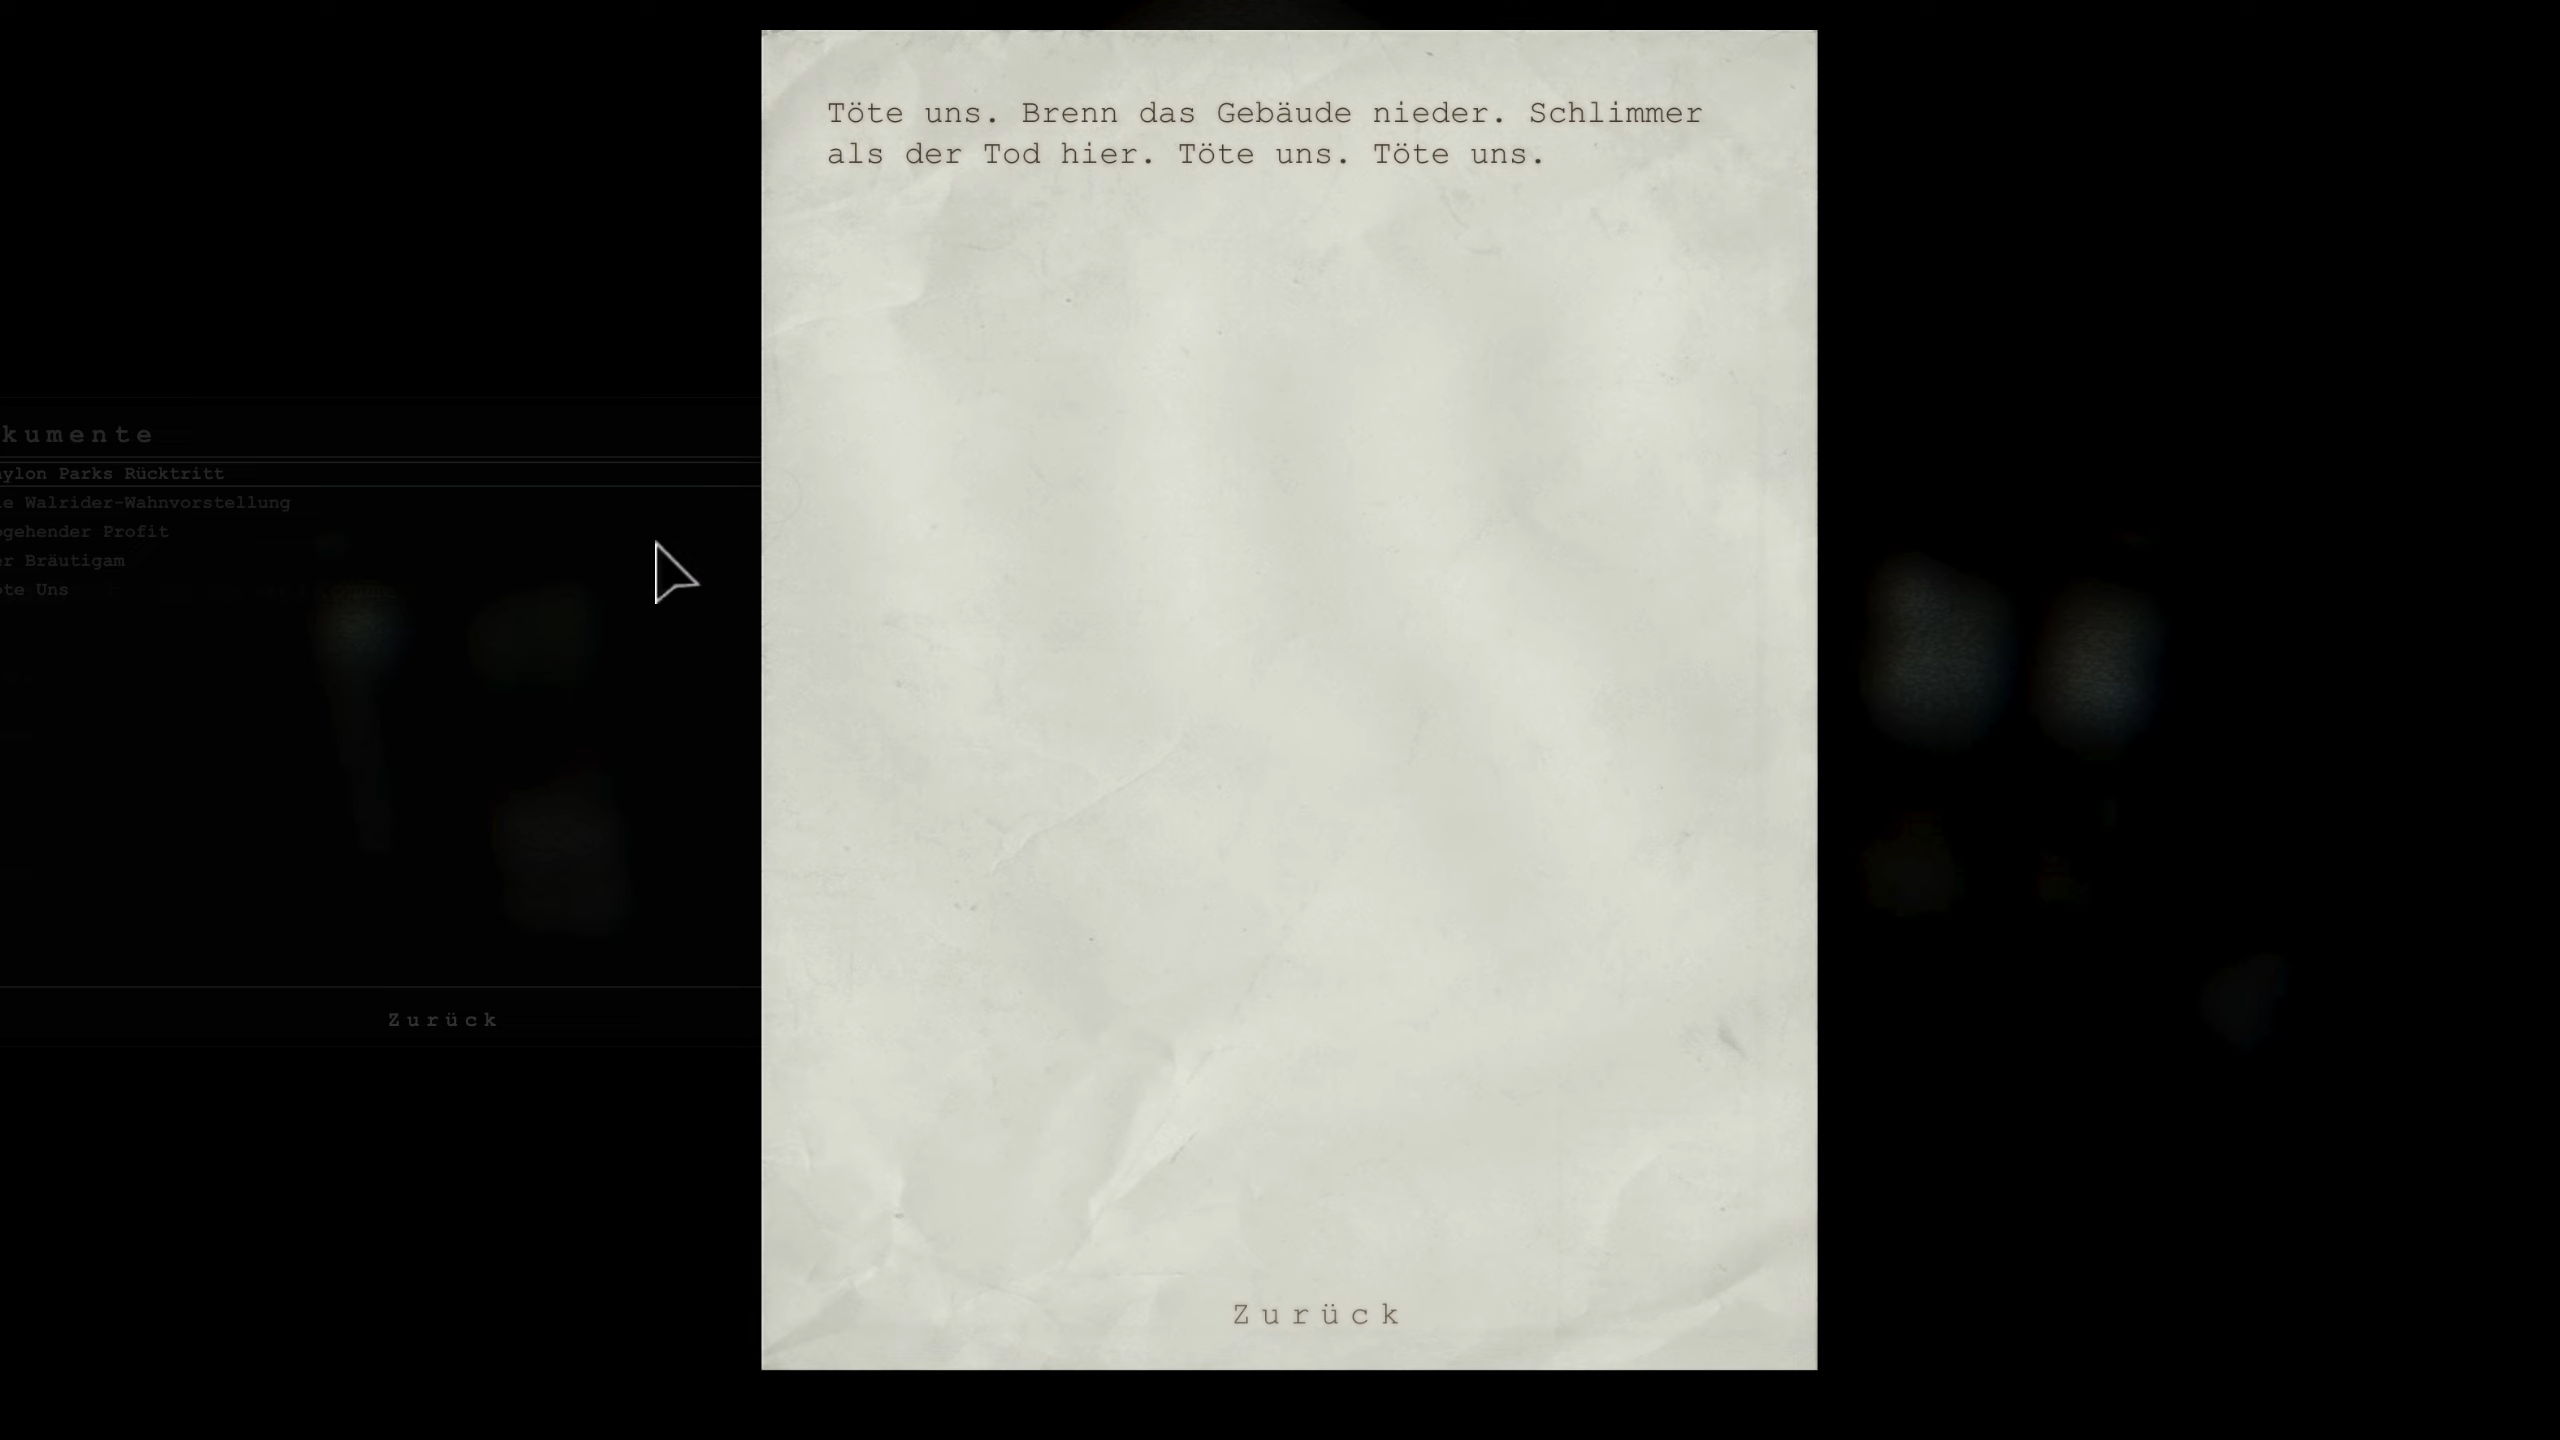 Töte uns. Brenn das Gebäude nieder. Schlimmer
als der Tod hier. Töte uns. Töte uns.
kumente
ylon Parks Rücktritt
e Walrider-Wahnvorstellung
gehender Profit
r Bräutigam
te Uns
Zurück
Zurück